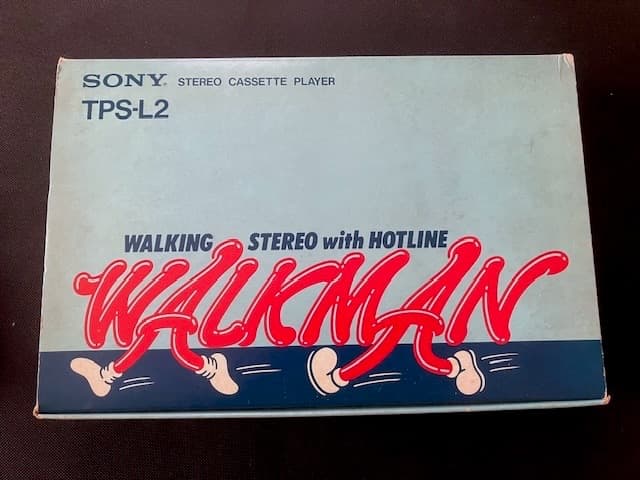 SONY® STEREO CASSETTE PLAYER
TPS-L2
WALKING STEREO with HOTLINE
WALKMAN